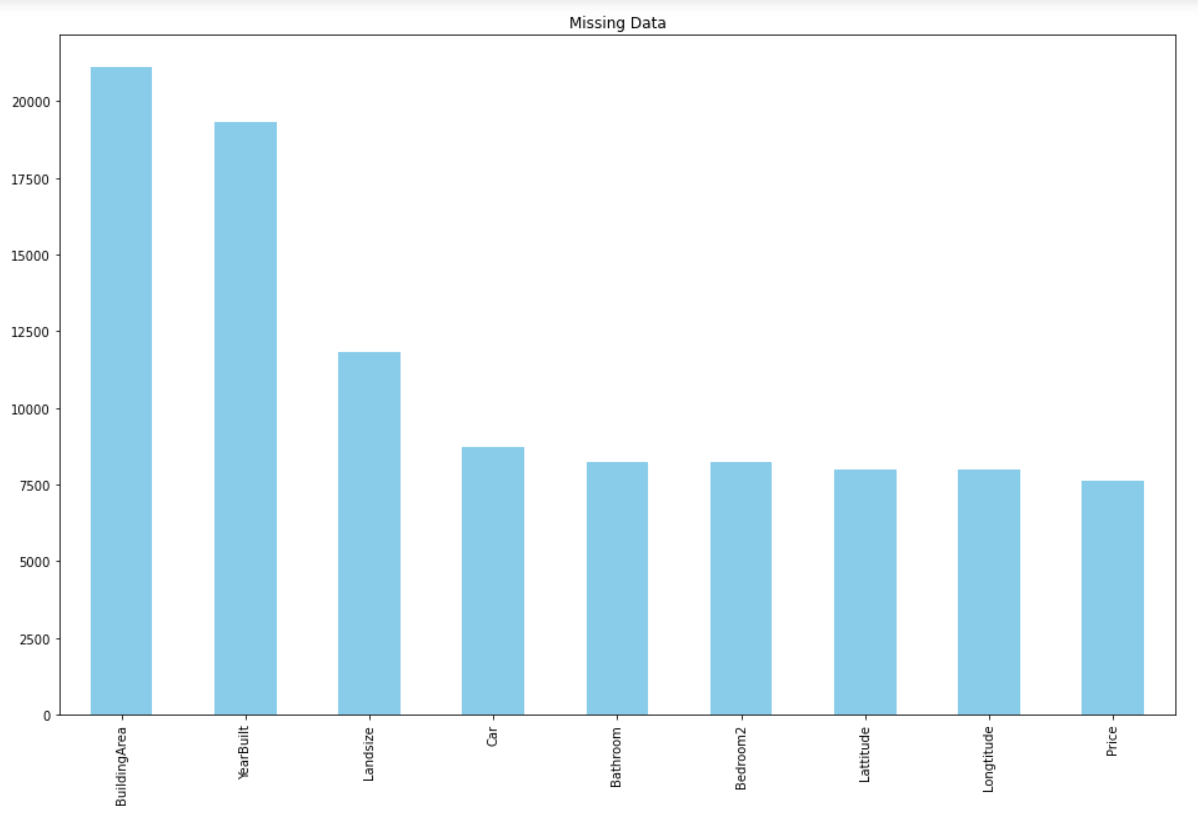 Missing Data
20000
17500
15000
12500
10000
7500
5000
2500
0
BuildingArea
YearBuilt
Landsize
Car
Bathroom
Bedroom2
Lattitude
Longtitude
Price